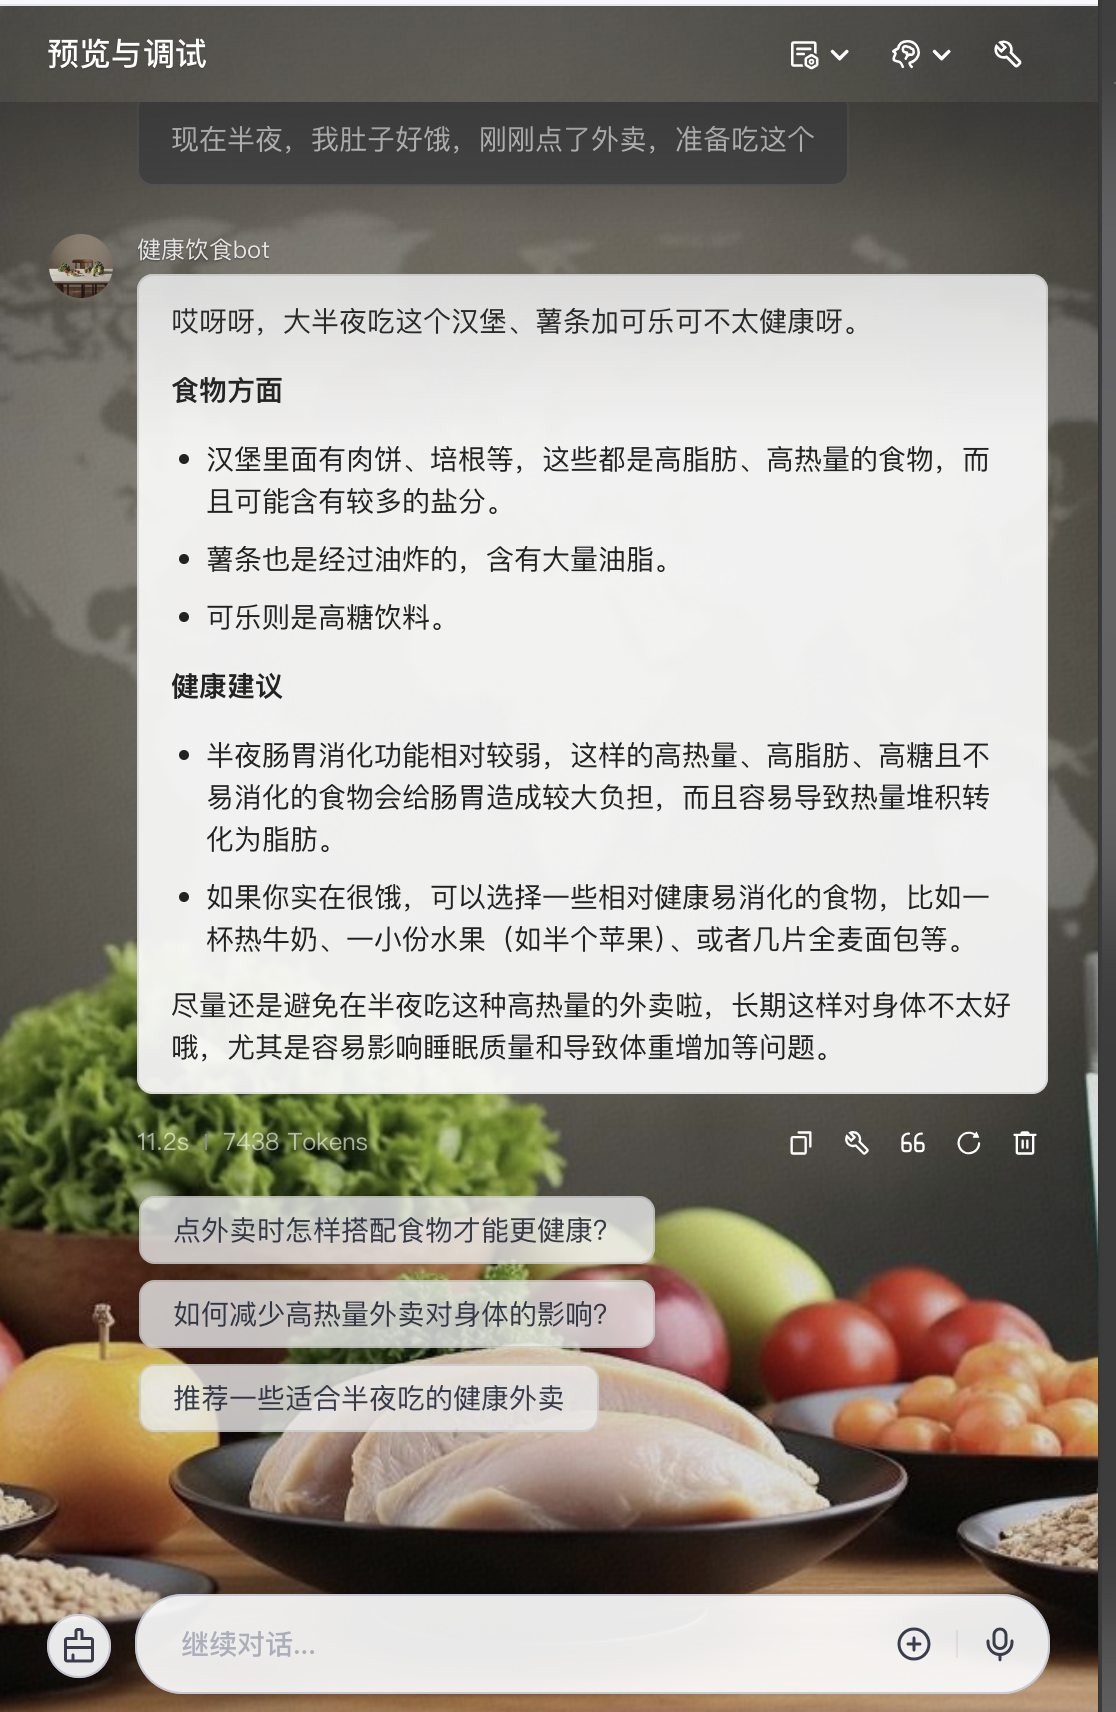 预览与调试
现在半夜，我肚子好饿，刚刚点了外卖，准备吃这个
健康饮食bot
哎呀呀，大半夜吃这个汉堡、薯条加可乐可不太健康呀。
食物方面
• 汉堡里面有肉饼、培根等，这些都是高脂肪、高热量的食物，而
且可能含有较多的盐分。
• 薯条也是经过油炸的，含有大量油脂。
• 可乐则是高糖饮料。
健康建议
• 半夜肠胃消化功能相对较弱，这样的高热量、高脂肪、高糖且不
易消化的食物会给肠胃造成较大负担，而且容易导致热量堆积转
化为脂肪。
• 如果你实在很饿，可以选择一些相对健康易消化的食物，比如一
杯热牛奶、一小份水果（如半个苹果）、或者几片全麦面包等。
尽量还是避免在半夜吃这种高热量的外卖啦，长期这样对身体不太好
哦，尤其是容易影响睡眠质量和导致体重增加等问题。
11.2s | 7438 Tokens
点外卖时怎样搭配食物才能更健康？
如何减少高热量外卖对身体的影响？
推荐一些适合半夜吃的健康外卖
继续对话...